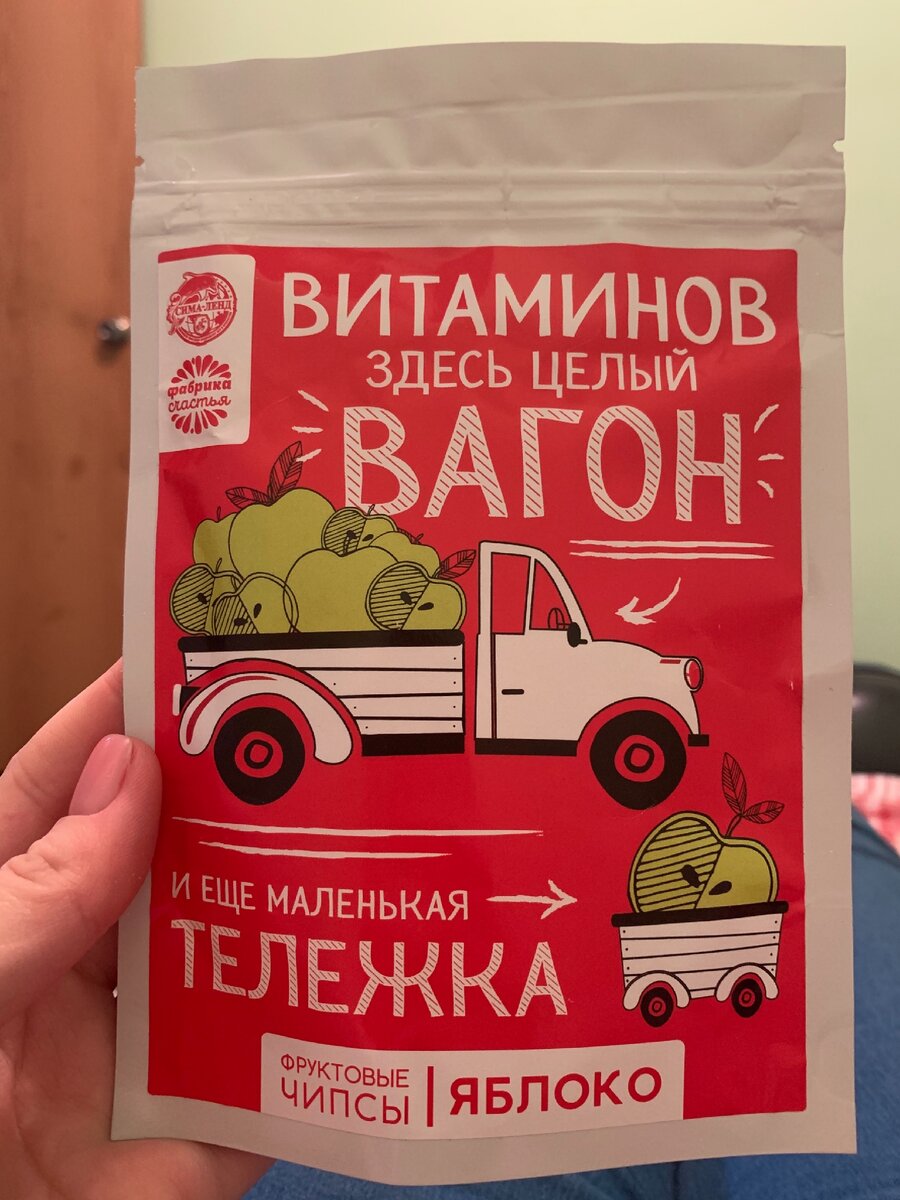 СИМА-ЛЕНД
фабрика
счастья
ВИТАМИНОВ
ЗДЕСЬ ЦЕЛЫЙ
ВАГОН
И ЕЩЕ МАЛЕНЬКАЯ
ТЕЛЕЖКА
ФРУКТОВЫЕ
ЧИПСЫ
ЯБЛОКО